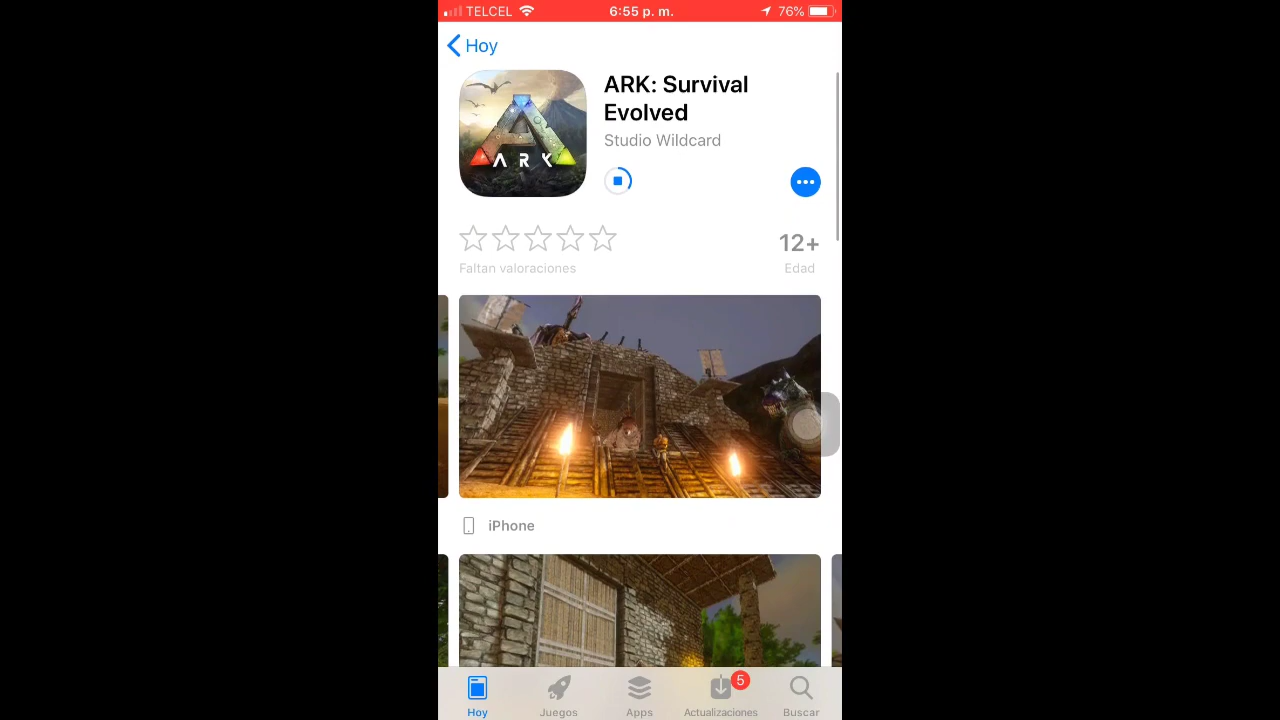 TELCEL 6:55 p. m. 76%
Hoy
ARK: Survival
Evolved
Studio Wildcard
ARK
12+
Faltan valoraciones Edad
iPhone
5
Hoy Juegos Apps Actualizaciones Buscar